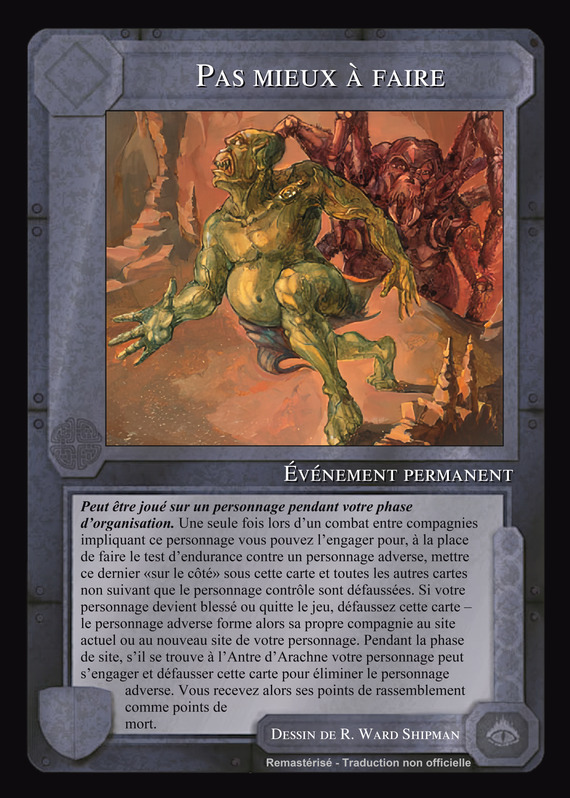 Pas mieux à faire
Événement permanent
Peut être joué sur un personnage pendant votre phase
d’organisation. Une seule fois lors d’un combat entre compagnies
impliquant ce personnage vous pouvez l’engager pour, à la place
de faire le test d’endurance contre un personnage adverse, mettre
ce dernier «sur le côté» sous cette carte et toutes les autres cartes
non suivant que le personnage contrôle sont défaussées. Si votre
personnage devient blessé ou quitte le jeu, défaussez cette carte –
le personnage adverse forme alors sa propre compagnie au site
actuel ou au nouveau site de votre personnage. Pendant la phase
de site, s’il se trouve à l’Antre d’Arachne votre personnage peut
s’engager et défausser cette carte pour éliminer le personnage
adverse. Vous recevez alors ses points de rassemblement
comme points de
mort.
Dessin de R. Ward Shipman
Remastérisé - Traduction non officielle